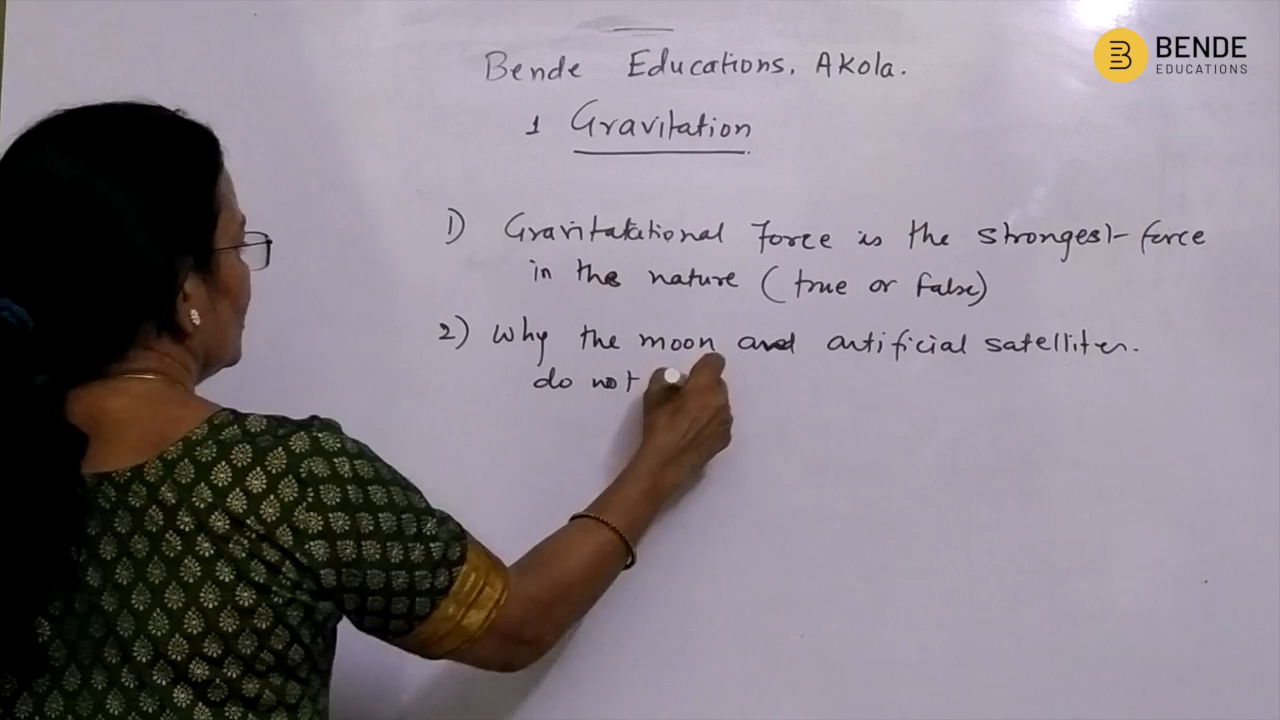 Bende Educations, Akola.
BENDE
EDUCATIONS
1 Gravitation
1) Gravitatational Force is the strongest force
in the nature (true or false)
2) Why the moon and artificial satellites.
do not